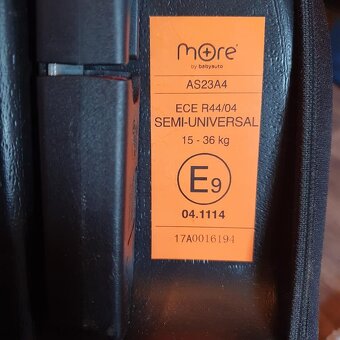 more
by babyauto
AS23A4
ECE R44/04
SEMI-UNIVERSAL
15 - 36 kg
E9
04.1114
17A0016194